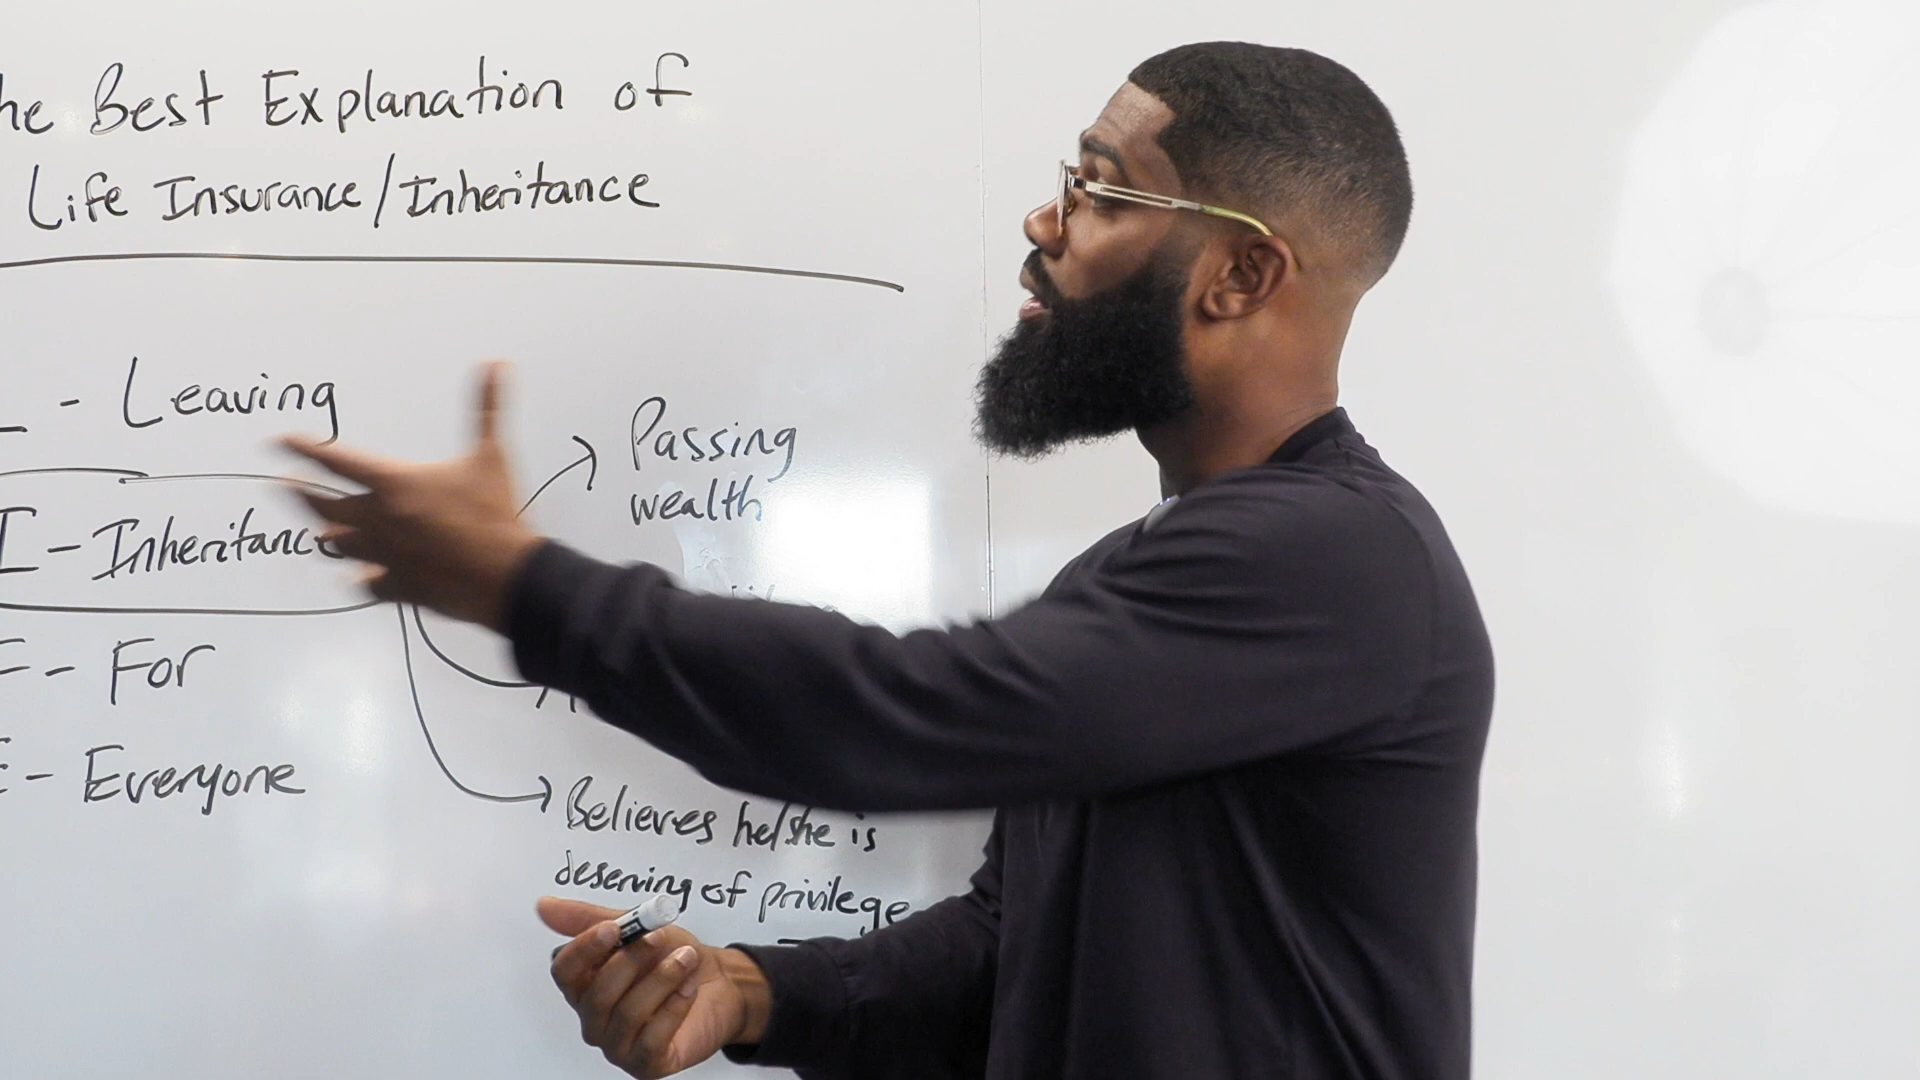 he Best Explanation of
Life Insurance/Inheritance
- Leaving
Passing
wealth
I - Inheritance
F - For
E - Everyone
Believes he/she is
deserving of privilege